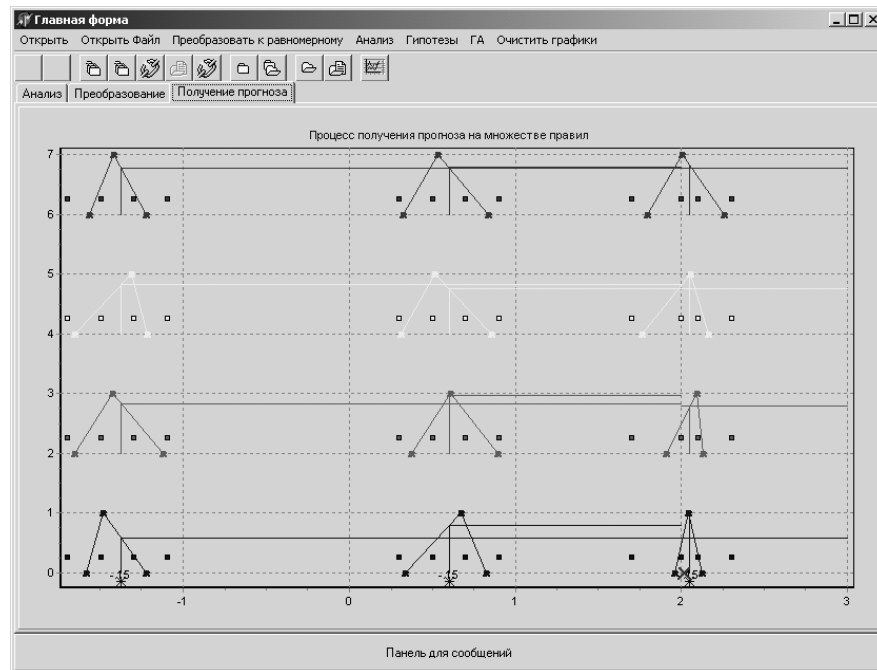 Главная форма
Открыть Открыть Файл Преобразовать к равномерному Анализ Гипотезы ГА Очистить графики
Анализ Преобразование Получение прогноза
Процесс получения прогноза на множестве правил
7
6
5
4
3
2
1
0
-15 -15
-1 0 1 2 3
Панель для сообщений